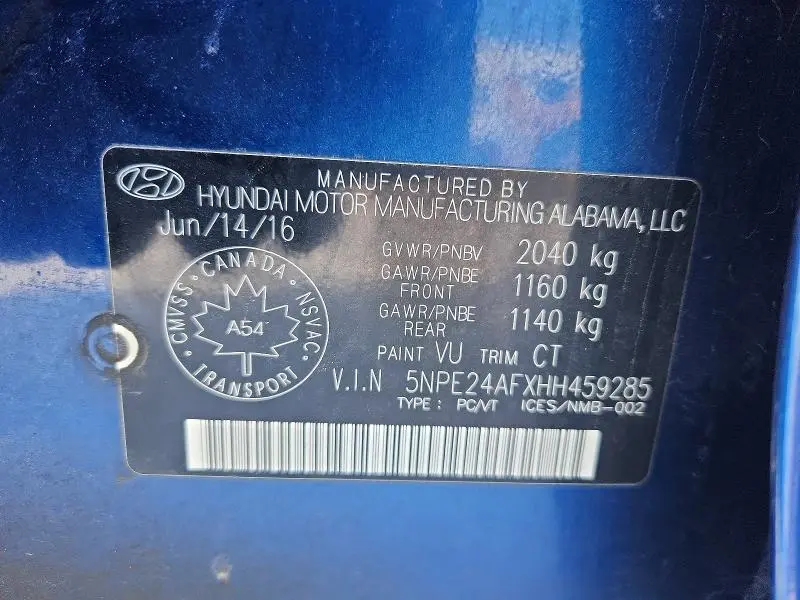 MANUFACTURED BY
HYUNDAI MOTOR MANUFACTURING ALABAMA, LLC
Jun/14/16
GVWR/PNBV 2040 kg
GAWR/PNBE FRONT 1160 kg
GAWR/PNBE REAR 1140 kg
PAINT VU TRIM CT
V.I.N 5NPE24AFXHH459285
TYPE : PC/VT ICES/NMB-002
CANADA
CMVSS NSVAC
A54
TRANSPORT